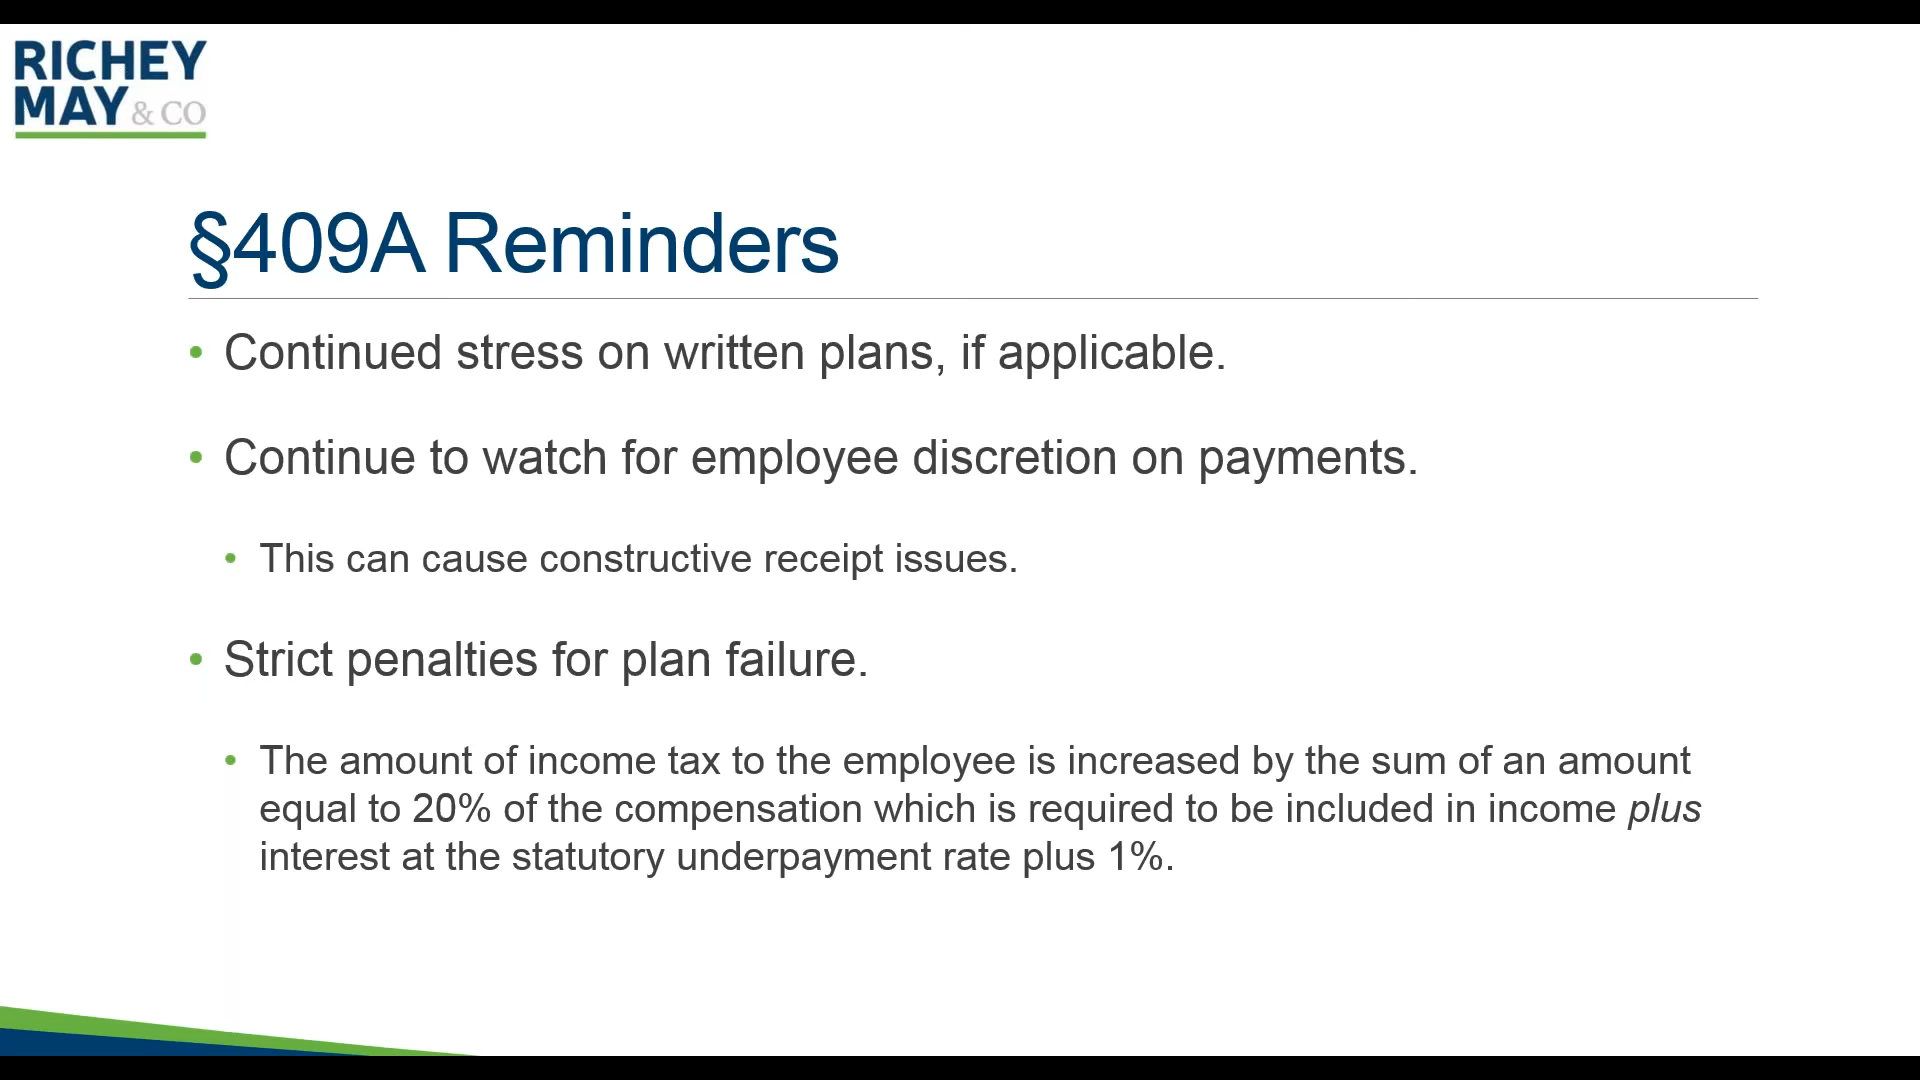 RICHEY
MAY & CO
§409A Reminders
• Continued stress on written plans, if applicable.
• Continue to watch for employee discretion on payments.
• This can cause constructive receipt issues.
• Strict penalties for plan failure.
• The amount of income tax to the employee is increased by the sum of an amount
equal to 20% of the compensation which is required to be included in income plus
interest at the statutory underpayment rate plus 1%.